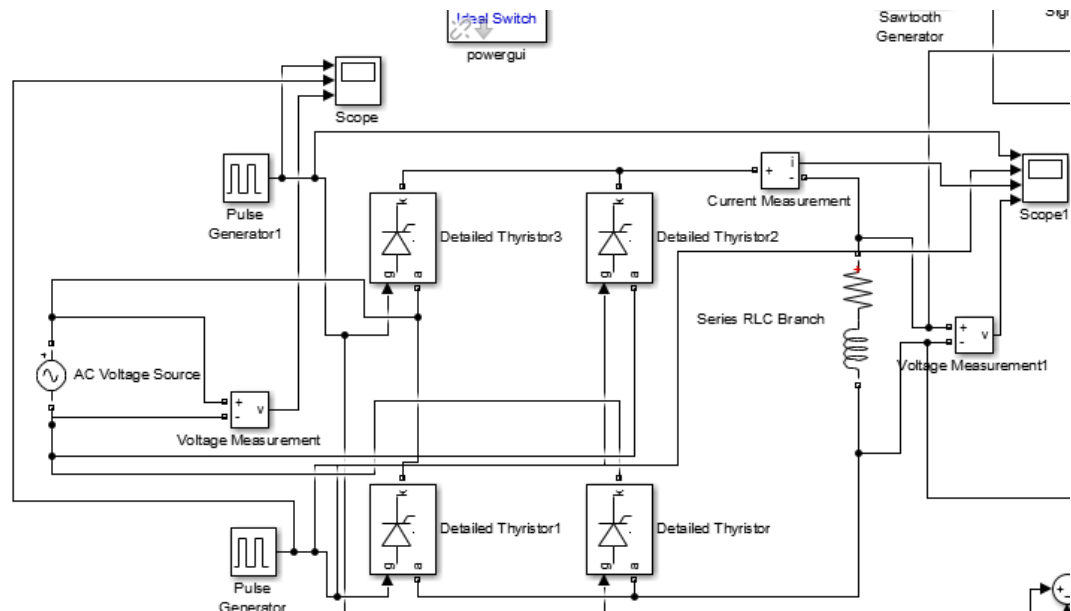 Ideal Switch
powergui
Sawtooth
Generator
Scope
Pulse
Generator1
k
g
a
Detailed Thyristor3
k
g
a
Detailed Thyristor2
+
i
-
Current Measurement
Scope1
+
AC Voltage Source
+
-
v
Voltage Measurement
Series RLC Branch
+
+
-
v
Voltage Measurement1
k
g
a
Detailed Thyristor1
k
g
a
Detailed Thyristor
Pulse
Generator
+